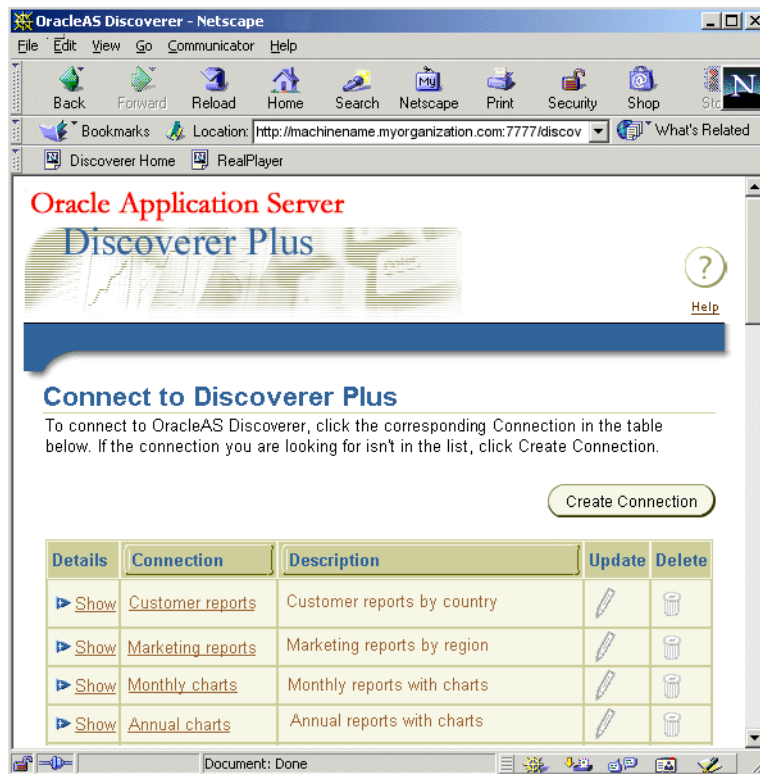 OracleAS Discoverer - Netscape
File Edit View Go Communicator Help
Back Forward Reload Home Search Netscape Print Security Shop
My
N
Bookmarks Location: http://machinename.myorganization.com:7777/discov What's Related
Discoverer Home RealPlayer
Oracle Application Server
Discoverer Plus
?
Help
Connect to Discoverer Plus
To connect to OracleAS Discoverer, click the corresponding Connection in the table
below. If the connection you are looking for isn't in the list, click Create Connection.
Create Connection
Details Connection Description Update Delete
Show Customer reports Customer reports by country
Show Marketing reports Marketing reports by region
Show Monthly charts Monthly reports with charts
Show Annual charts Annual reports with charts
Document: Done